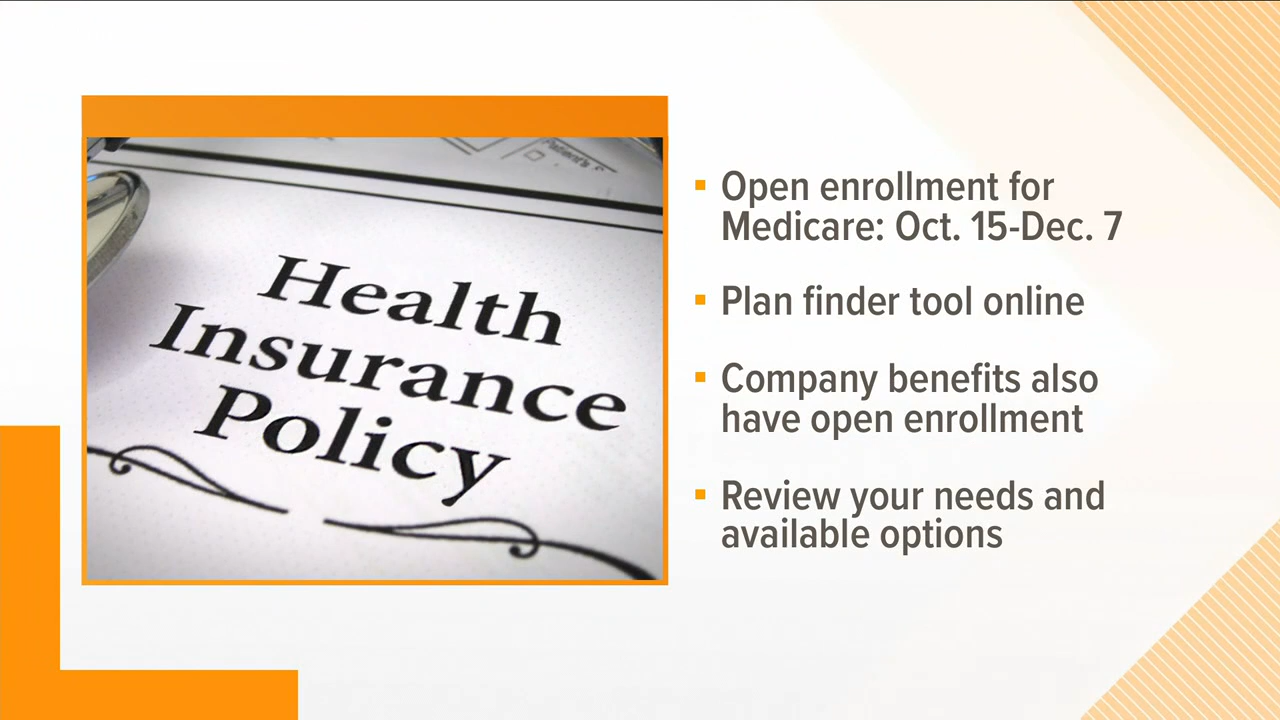 Patient's
Health
Insurance
Policy
Open enrollment for
Medicare: Oct. 15-Dec. 7
Plan finder tool online
Company benefits also
have open enrollment
Review your needs and
available options